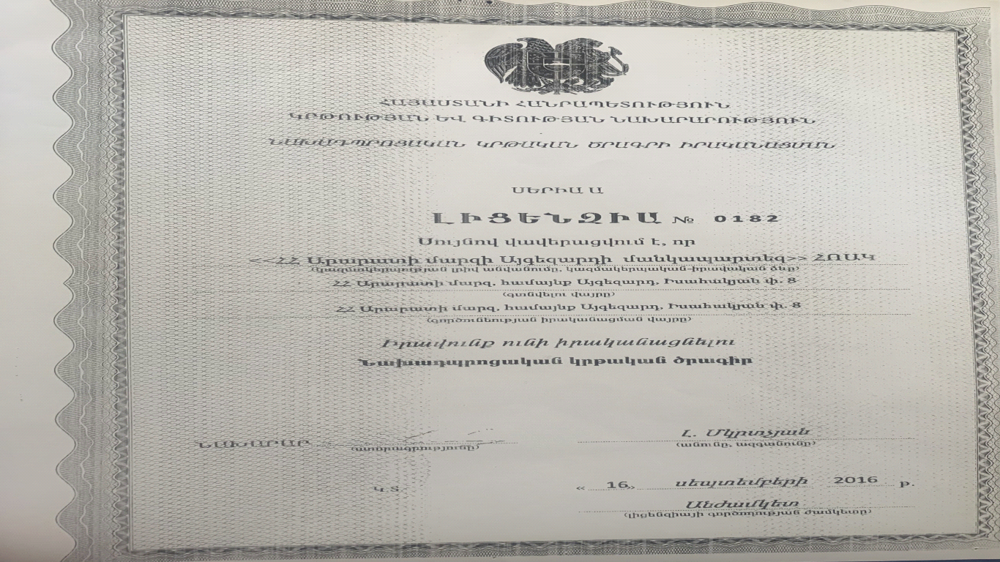 ՀԱՅԱՍՏԱՆԻ ՀԱՆՐԱՊԵՏՈՒԹՅՈՒՆ
ԿՐԹՈՒԹՅԱՆ ԵՎ ԳԻՏՈՒԹՅԱՆ ՆԱԽԱՐԱՐՈՒԹՅՈՒՆ
ՆԱԽԱԴՊՐՈՑԱԿԱՆ ԿՐԹԱԿԱՆ ԾՐԱԳՐԻ ԻՐԱԿԱՆԱՑՄԱՆ
ՍԵՐԻԱ Ա
ԼԻՑԵՆԶԻԱ № 0182
Սույնով վավերացվում է, որ
<<ՀՀ Արարատի մարզի Այգեզարդի մանկապարտեզ>> ՀՈԱԿ
(կազմակերպության լրիվ անվանումը, կազմակերպական-իրավական ձևը)
ՀՀ Արարատի մարզ, համայնք Այգեզարդ, Իսահակյան փ. 8
(գտնվելու վայրը)
ՀՀ Արարատի մարզ, համայնք Այգեզարդ, Իսահակյան փ. 8
(գործունեության իրականացման վայրը)
Իրավունք ունի իրականացնելու
Նախադպրոցական կրթական ծրագիր
ՆԱԽԱՐԱՐ
(ստորագրությունը)
Լ. Մկրտչյան
(անունը, ազգանունը)
Կ.Տ.
« 16» սեպտեմբերի 2016 թ.
Անժամկետ
(լիցենզիայի գործողության ժամկետը)